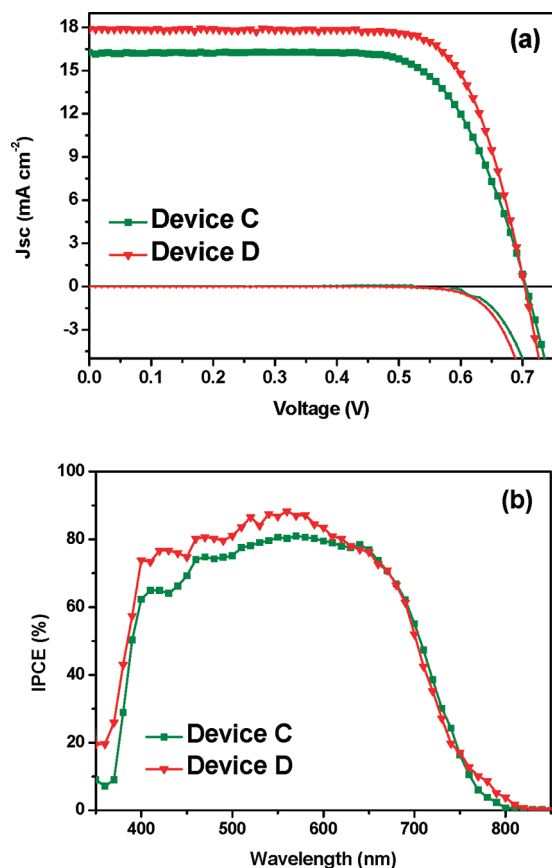 (a)
18
15
12
9
6
3
0
-3
Jsc (mA cm-2)
Device C
Device D
0.0 0.1 0.2 0.3 0.4 0.5 0.6 0.7
Voltage (V)
(b)
100
80
60
40
20
0
IPCE (%)
Device C
Device D
400 500 600 700 800
Wavelength (nm)